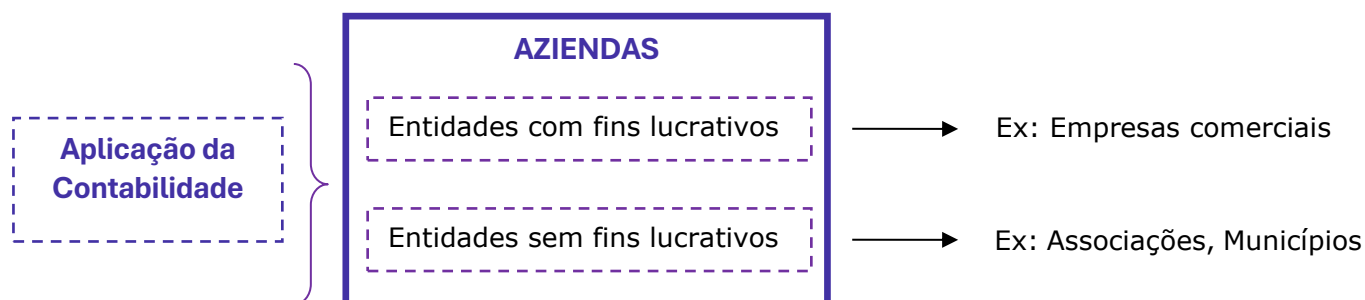 AZIENDAS
Aplicação da
Contabilidade
Entidades com fins lucrativos
Ex: Empresas comerciais
Entidades sem fins lucrativos
Ex: Associações, Municípios